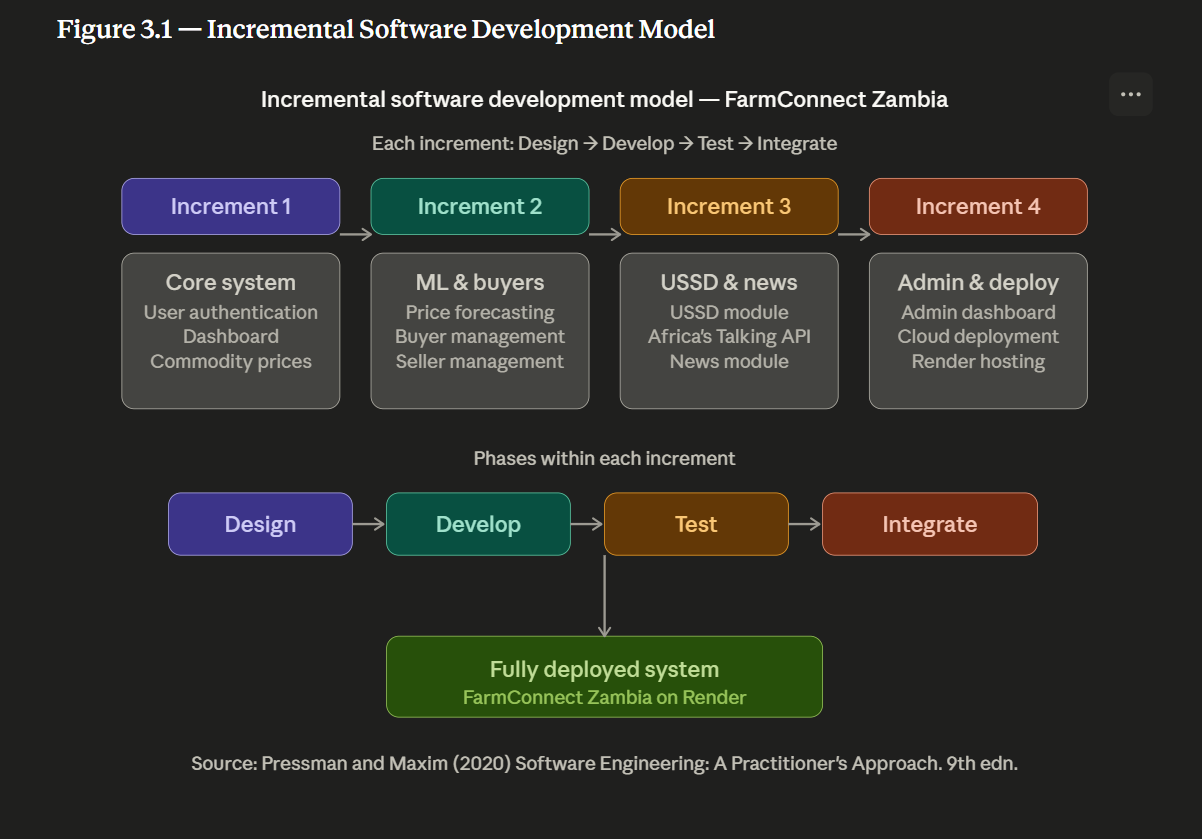 Figure 3.1 — Incremental Software Development Model
Incremental software development model — FarmConnect Zambia
Each increment: Design → Develop → Test → Integrate
Increment 1
Increment 2
Increment 3
Increment 4
Core system
User authentication
Dashboard
Commodity prices
ML & buyers
Price forecasting
Buyer management
Seller management
USSD & news
USSD module
Africa's Talking API
News module
Admin & deploy
Admin dashboard
Cloud deployment
Render hosting
Phases within each increment
Design
Develop
Test
Integrate
Fully deployed system
FarmConnect Zambia on Render
Source: Pressman and Maxim (2020) Software Engineering: A Practitioner's Approach. 9th edn.